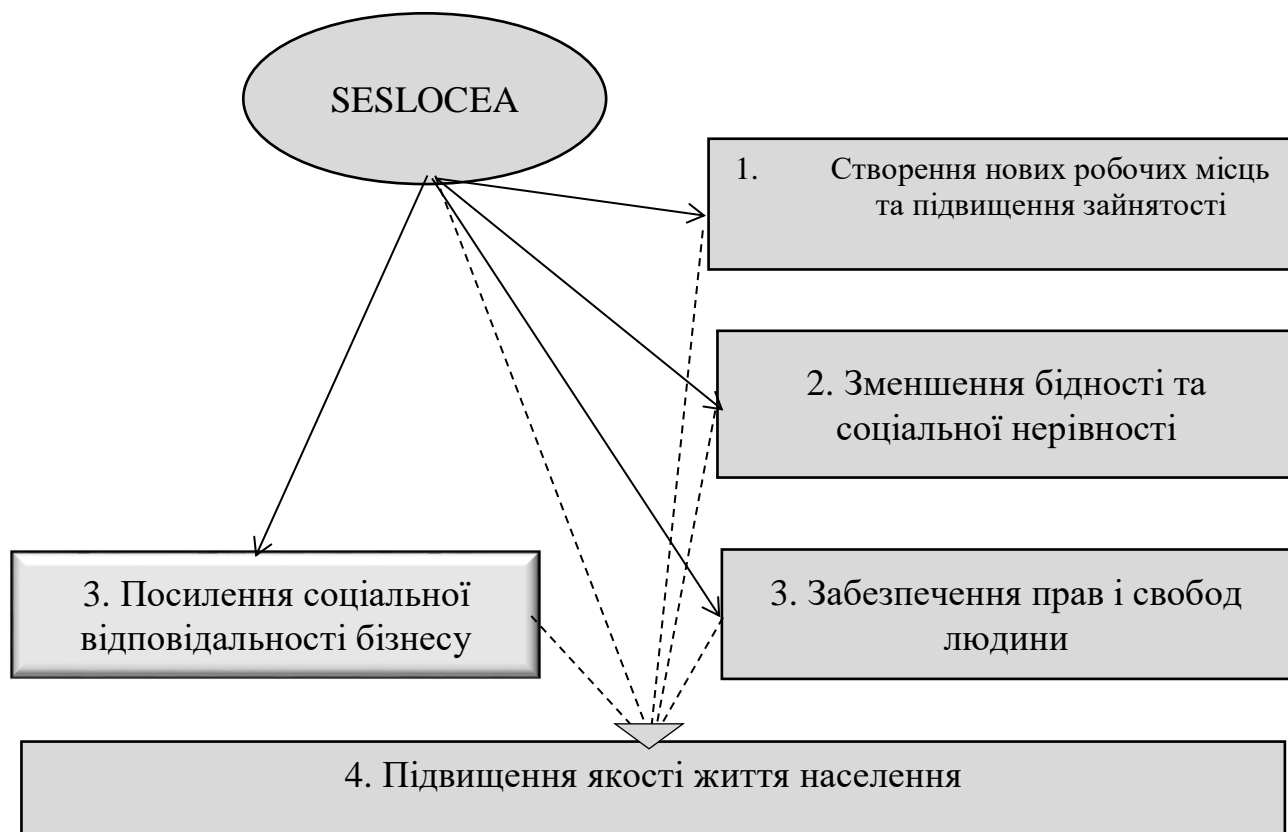 SESLOCEA
1. Створення нових робочих місць
та підвищення зайнятості
2. Зменшення бідності та
соціальної нерівності
3. Посилення соціальної
відповідальності бізнесу
3. Забезпечення прав і свобод
людини
4. Підвищення якості життя населення